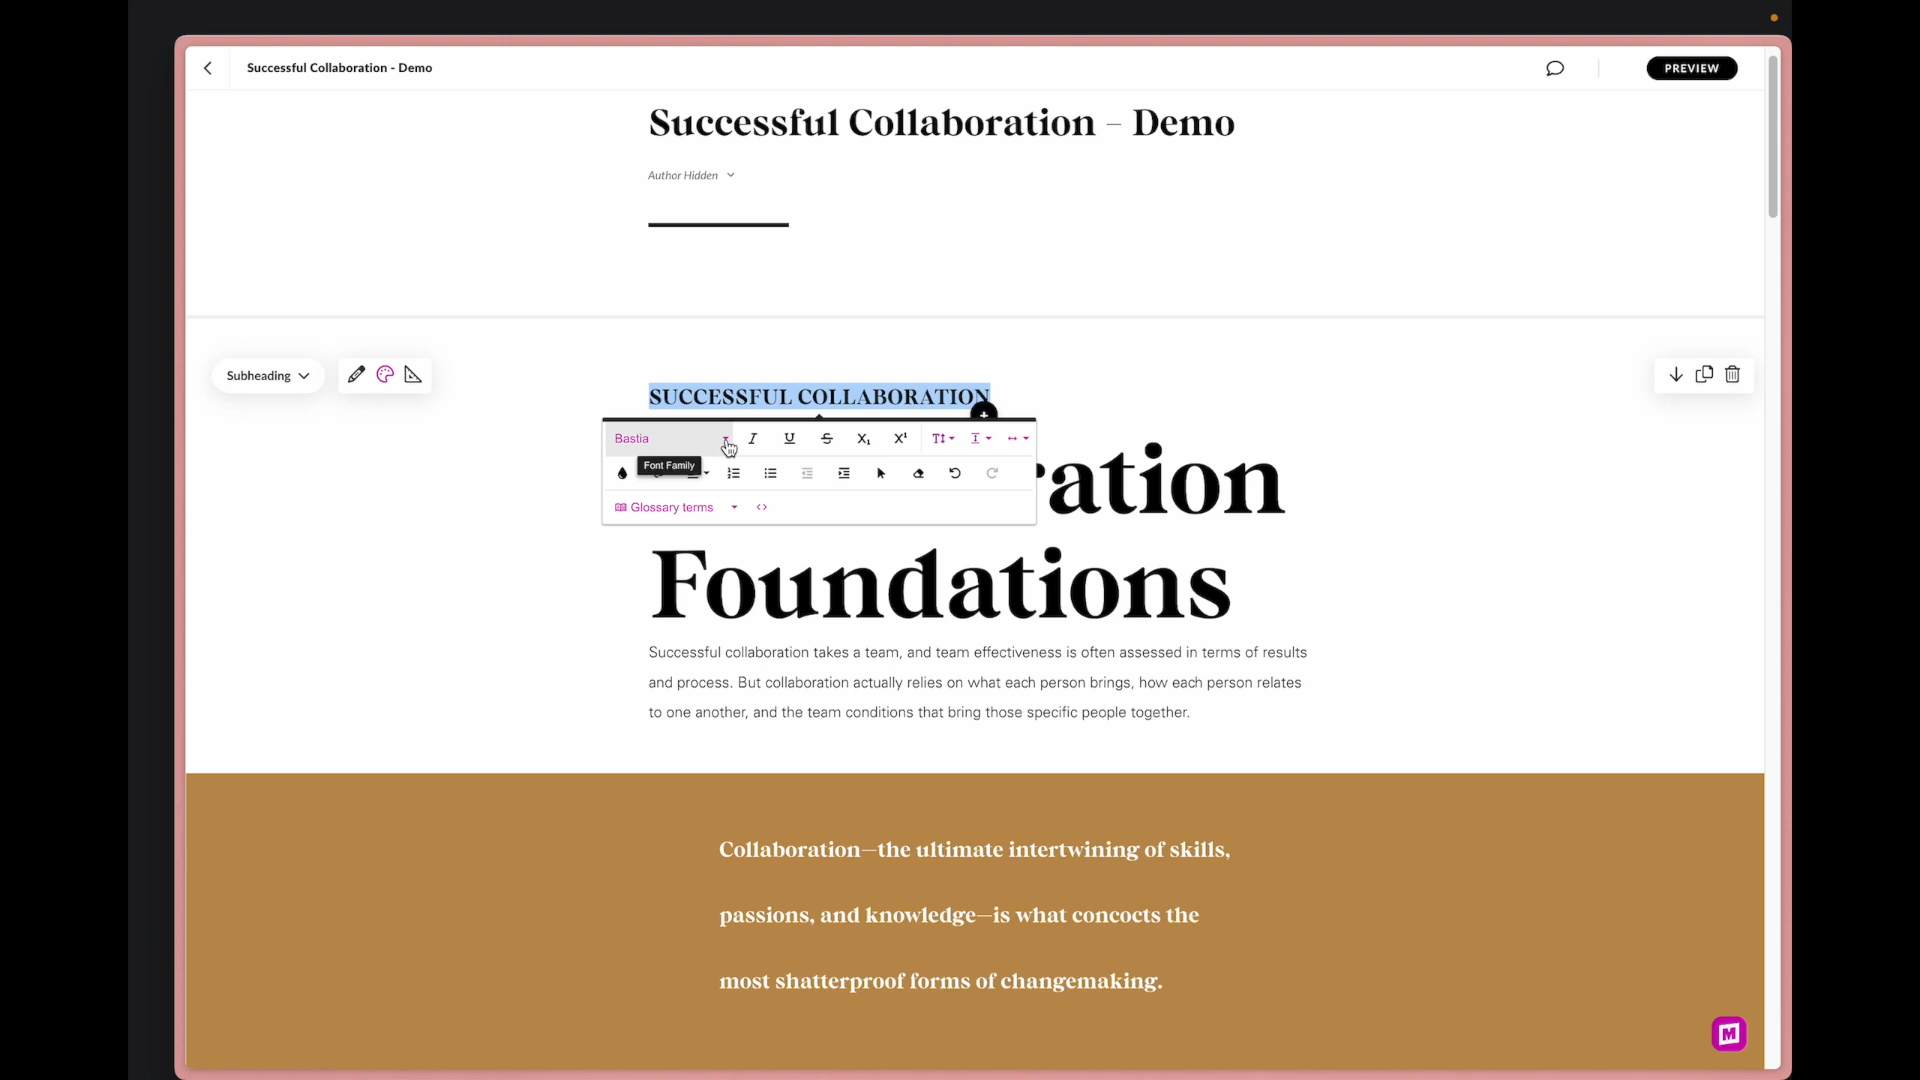 Successful Collaboration - Demo
PREVIEW
Successful Collaboration – Demo
Author Hidden
Subheading
SUCCESSFUL COLLABORATION
Bastia
Font Family
Glossary terms
ration
Foundations
Successful collaboration takes a team, and team effectiveness is often assessed in terms of results
and process. But collaboration actually relies on what each person brings, how each person relates
to one another, and the team conditions that bring those specific people together.
Collaboration—the ultimate intertwining of skills,
passions, and knowledge—is what concocts the
most shatterproof forms of changemaking.